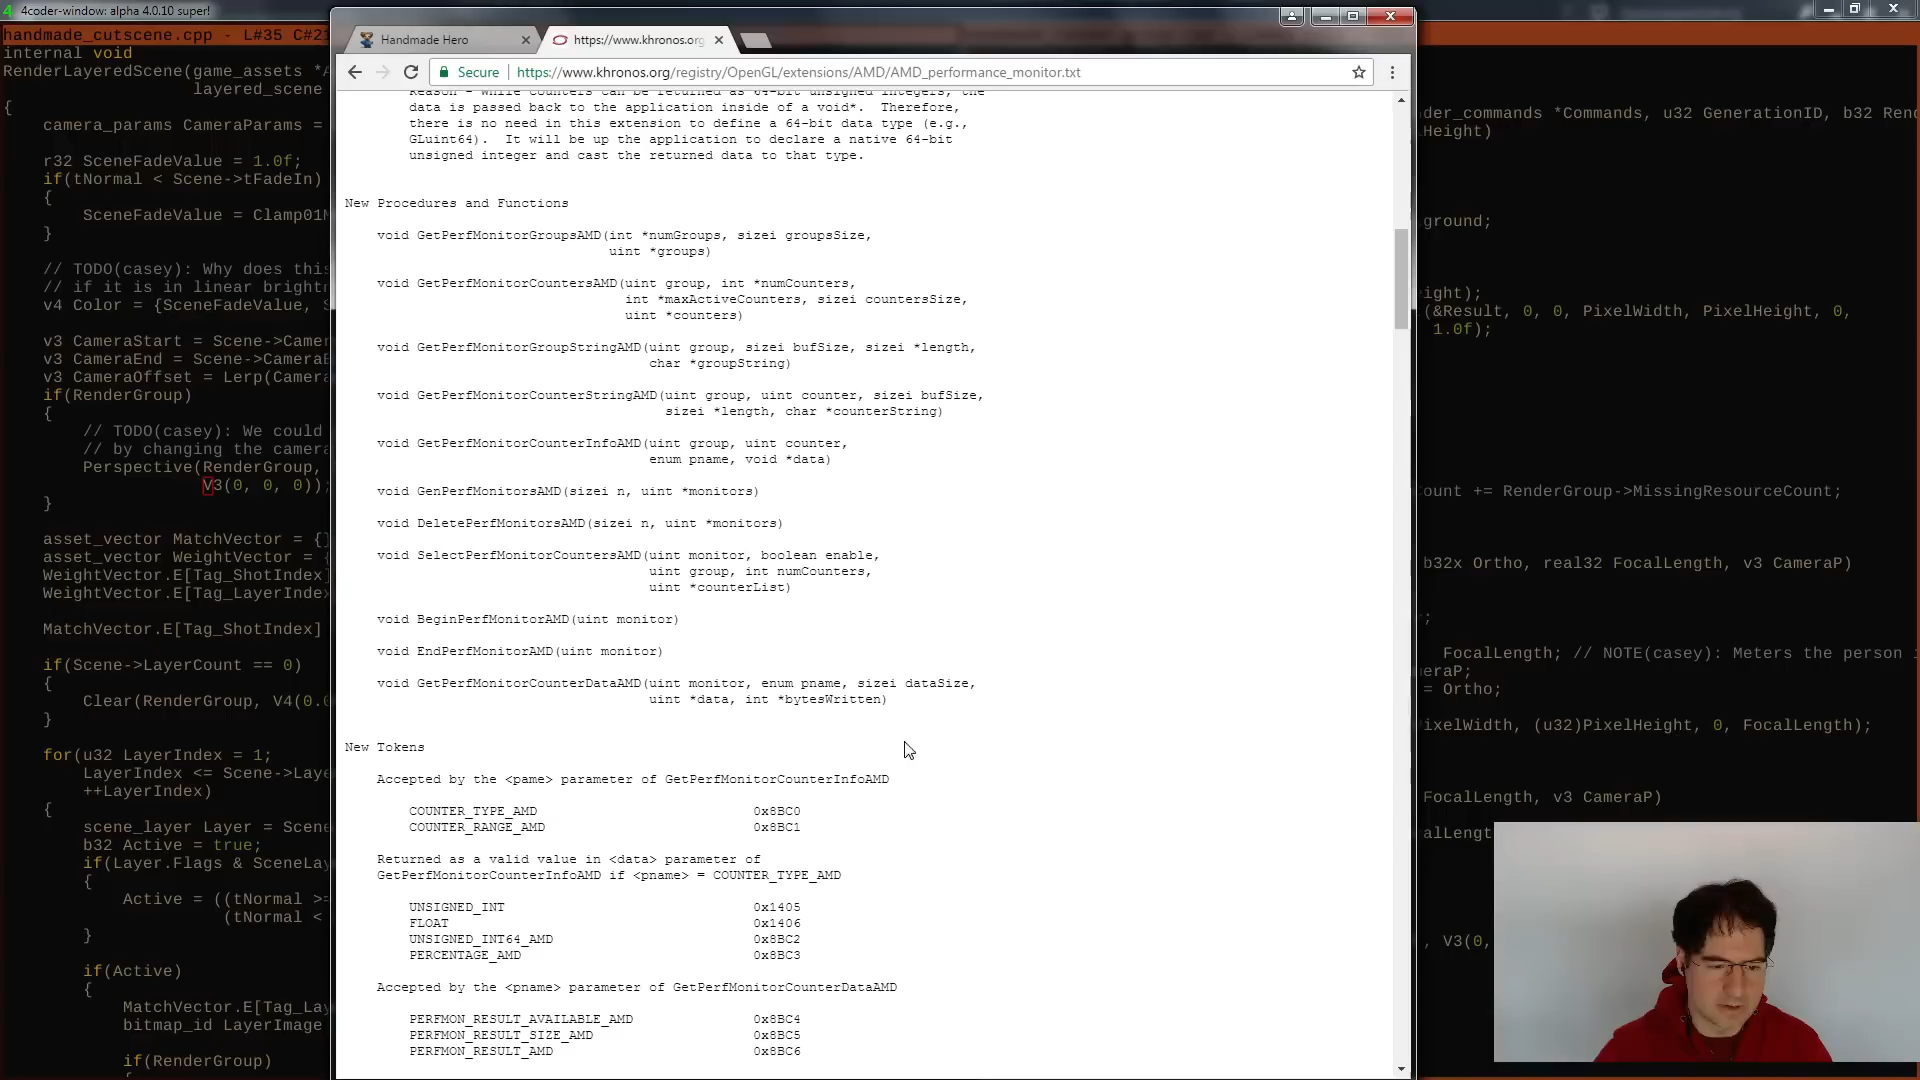 4coder-window: alpha 4.0.10 super!
handmade_cutscene.cpp - L#35 C#21
internal void
RenderLayeredScene(game_assets *
layered_scene
{
camera_params CameraParams =
r32 SceneFadeValue = 1.0f;
if(tNormal < Scene->tFadeIn)
{
SceneFadeValue = Clamp01
}
// TODO(casey): Why does this
// if it is in linear bright
v4 Color = {SceneFadeValue,
v3 CameraStart = Scene->Came
v3 CameraEnd = Scene->Camera
v3 CameraOffset = Lerp(Camera
if(RenderGroup)
{
// TODO(casey): We could
// by changing the camera
Perspective(RenderGroup,
V3(0, 0, 0));
}
asset_vector MatchVector = {}
asset_vector WeightVector = {
WeightVector.E[Tag_ShotIndex]
WeightVector.E[Tag_LayerInde
MatchVector.E[Tag_ShotIndex]
if(Scene->LayerCount == 0)
{
Clear(RenderGroup, V4(0.0
}
for(u32 LayerIndex = 1;
LayerIndex <= Scene->Laye
++LayerIndex)
{
scene_layer Layer = Scene
b32 Active = true;
if(Layer.Flags & SceneLay
{
Active = ((tNormal >=
(tNormal <
}
if(Active)
{
MatchVector.E[Tag_Lay
bitmap_id LayerImage
if(RenderGroup)
{
Handmade Hero
https://www.khronos.org
Secure
https://www.khronos.org/registry/OpenGL/extensions/AMD/AMD_performance_monitor.txt
Reason - While counters can be returned as 64-bit unsigned integers, the
data is passed back to the application inside of a void*. Therefore,
there is no need in this extension to define a 64-bit data type (e.g.,
GLuint64). It will be up the application to declare a native 64-bit
unsigned integer and cast the returned data to that type.
New Procedures and Functions
void GetPerfMonitorGroupsAMD(int *numGroups, sizei groupsSize,
uint *groups)
void GetPerfMonitorCountersAMD(uint group, int *numCounters,
int *maxActiveCounters, sizei countersSize,
uint *counters)
void GetPerfMonitorGroupStringAMD(uint group, sizei bufSize, sizei *length,
char *groupString)
void GetPerfMonitorCounterStringAMD(uint group, uint counter, sizei bufSize,
sizei *length, char *counterString)
void GetPerfMonitorCounterInfoAMD(uint group, uint counter,
enum pname, void *data)
void GenPerfMonitorsAMD(sizei n, uint *monitors)
void DeletePerfMonitorsAMD(sizei n, uint *monitors)
void SelectPerfMonitorCountersAMD(uint monitor, boolean enable,
uint group, int numCounters,
uint *counterList)
void BeginPerfMonitorAMD(uint monitor)
void EndPerfMonitorAMD(uint monitor)
void GetPerfMonitorCounterDataAMD(uint monitor, enum pname, sizei dataSize,
uint *data, int *bytesWritten)
New Tokens
Accepted by the <pame> parameter of GetPerfMonitorCounterInfoAMD
COUNTER_TYPE_AMD 0x8BC0
COUNTER_RANGE_AMD 0x8BC1
Returned as a valid value in <data> parameter of
GetPerfMonitorCounterInfoAMD if <pname> = COUNTER_TYPE_AMD
UNSIGNED_INT 0x1405
FLOAT 0x1406
UNSIGNED_INT64_AMD 0x8BC2
PERCENTAGE_AMD 0x8BC3
Accepted by the <pname> parameter of GetPerfMonitorCounterDataAMD
PERFMON_RESULT_AVAILABLE_AMD 0x8BC4
PERFMON_RESULT_SIZE_AMD 0x8BC5
PERFMON_RESULT_AMD 0x8BC6
der_commands *Commands, u32 GenerationID, b32 Rend
Height)
ground;
ight);
(&Result, 0, 0, PixelWidth, PixelHeight, 0,
1.0f);
ount += RenderGroup->MissingResourceCount;
b32x Ortho, real32 FocalLength, v3 CameraP)
;
FocalLength; // NOTE(casey): Meters the person i
eraP;
= Ortho;
ixelWidth, (u32)PixelHeight, 0, FocalLength);
FocalLength, v3 CameraP)
alLengt
, V3(0,